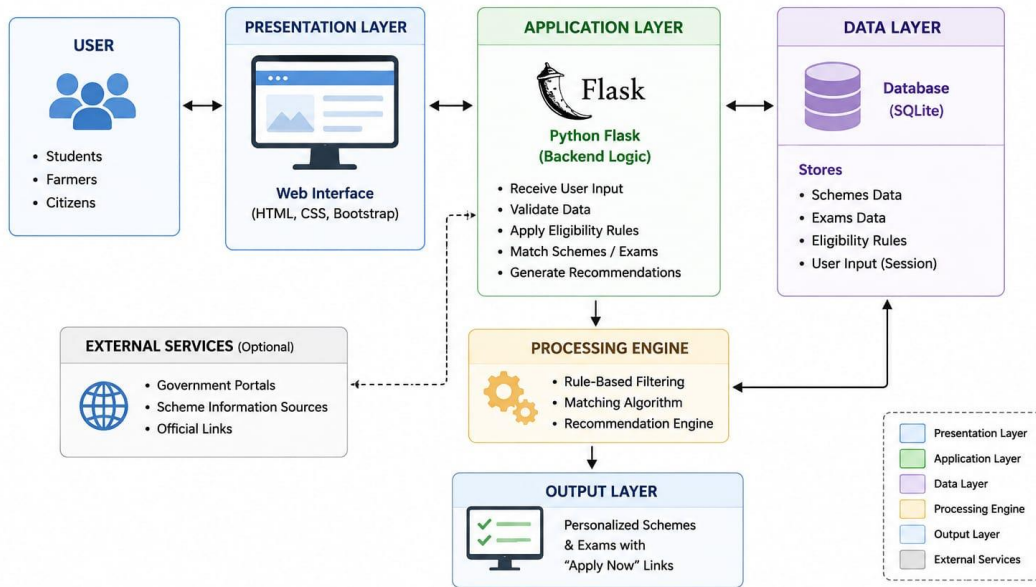 USER
• Students
• Farmers
• Citizens
PRESENTATION LAYER
Web Interface
(HTML, CSS, Bootstrap)
APPLICATION LAYER
Flask
Python Flask
(Backend Logic)
• Receive User Input
• Validate Data
• Apply Eligibility Rules
• Match Schemes / Exams
• Generate Recommendations
DATA LAYER
Database
(SQLite)
Stores
• Schemes Data
• Exams Data
• Eligibility Rules
• User Input (Session)
EXTERNAL SERVICES (Optional)
• Government Portals
• Scheme Information Sources
• Official Links
PROCESSING ENGINE
• Rule-Based Filtering
• Matching Algorithm
• Recommendation Engine
OUTPUT LAYER
Personalized Schemes
& Exams with
“Apply Now” Links
Presentation Layer
Application Layer
Data Layer
Processing Engine
Output Layer
External Services